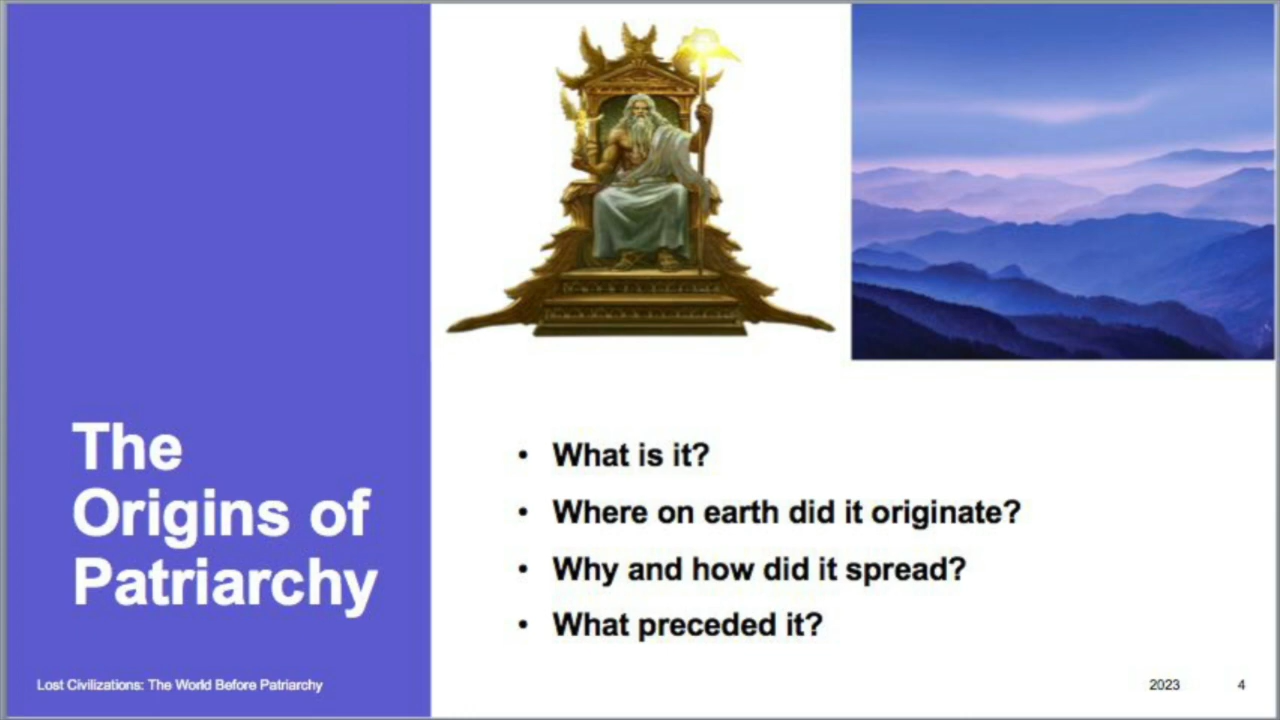 The
Origins of
Patriarchy
• What is it?
• Where on earth did it originate?
• Why and how did it spread?
• What preceded it?
Lost Civilizations: The World Before Patriarchy
2023
4